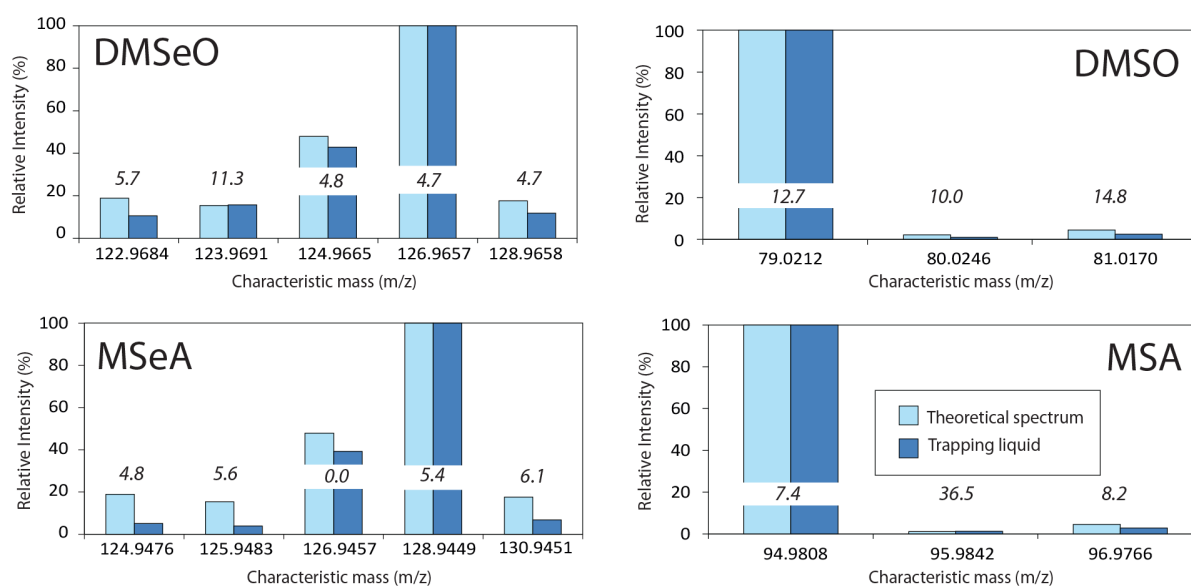 DMSeO
Relative Intensity (%)
100
80
60
40
20
0
5.7 11.3 4.8 4.7 4.7
122.9684 123.9691 124.9665 126.9657 128.9658
Characteristic mass (m/z)
DMSO
Relative Intensity (%)
100
80
60
40
20
0
12.7 10.0 14.8
79.0212 80.0246 81.0170
Characteristic mass (m/z)
MSeA
Relative Intensity (%)
100
80
60
40
20
0
4.8 5.6 0.0 5.4 6.1
124.9476 125.9483 126.9457 128.9449 130.9451
Characteristic mass (m/z)
MSA
Relative Intensity (%)
100
80
60
40
20
0
Theoretical spectrum
Trapping liquid
7.4 36.5 8.2
94.9808 95.9842 96.9766
Characteristic mass (m/z)